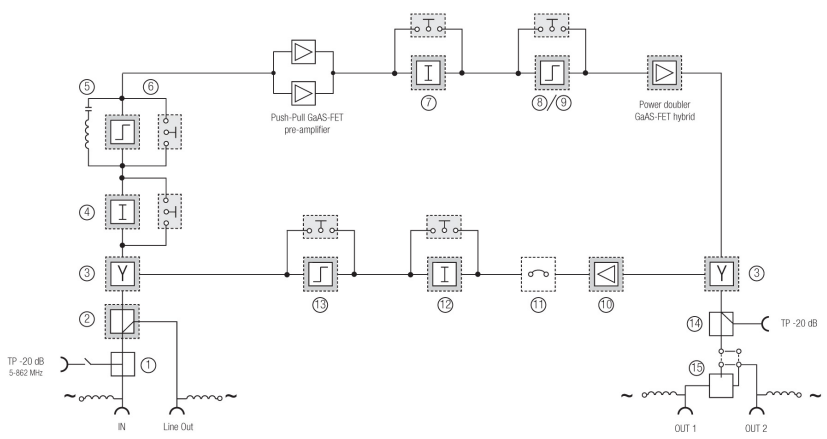 5
6
7
8/9
Push-Pull GaAS-FET
pre-amplifier
Power doubler
GaAS-FET hybrid
4
3
13
12
11
10
3
2
14
TP -20 dB
TP -20 dB
5-862 MHz
1
15
~
~
~
~
IN
Line Out
OUT 1
OUT 2